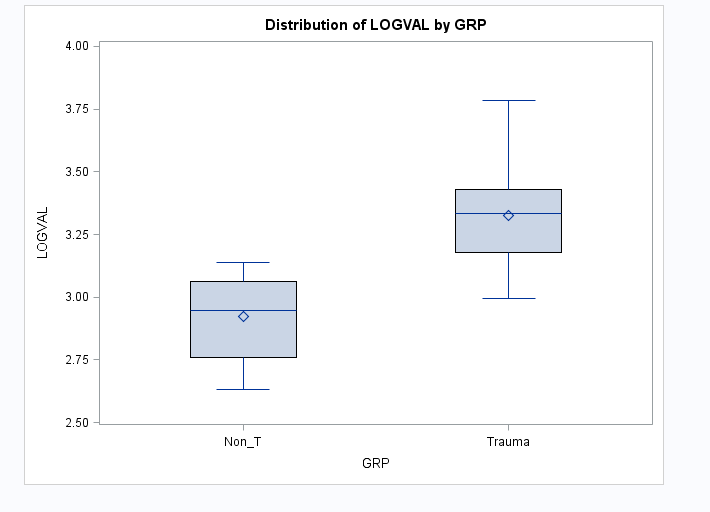 Distribution of LOGVAL by GRP
4.00
3.75
3.50
3.25
3.00
2.75
2.50
LOGVAL
Non_T
Trauma
GRP